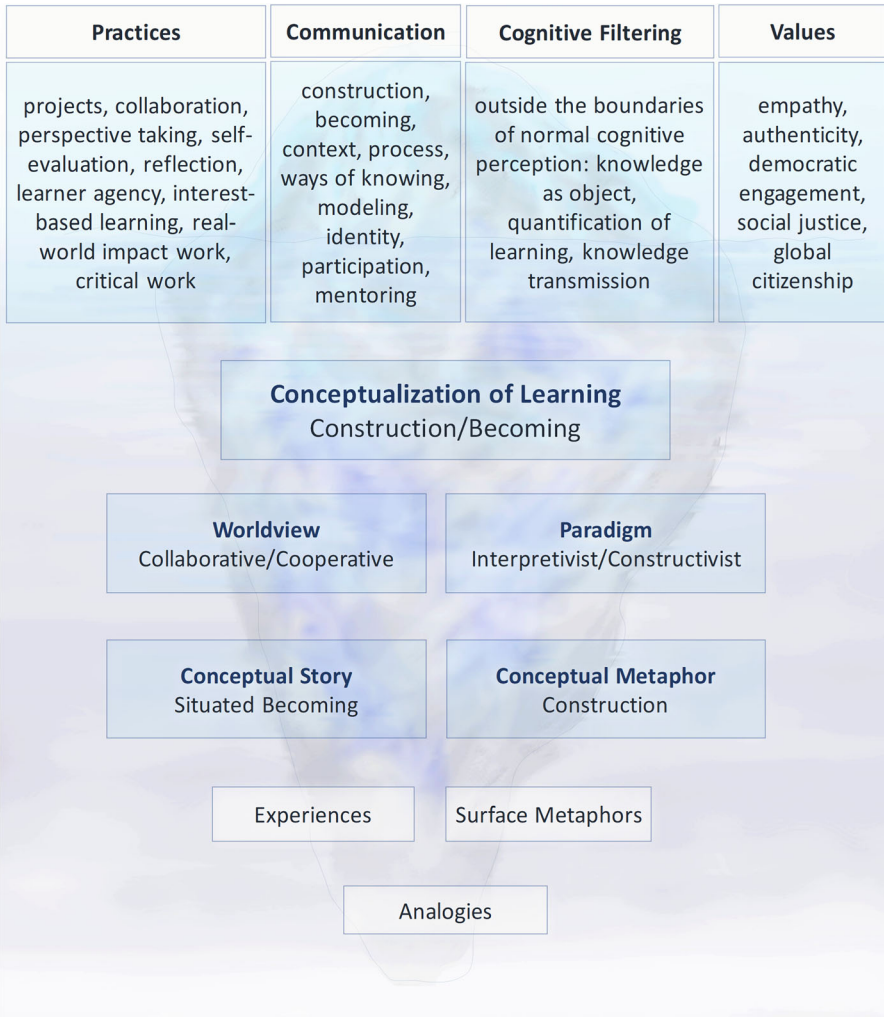 Practices
projects, collaboration,
perspective taking, self-
evaluation, reflection,
learner agency, interest-
based learning, real-
world impact work,
critical work
Communication
construction,
becoming,
context, process,
ways of knowing,
modeling,
identity,
participation,
mentoring
Cognitive Filtering
outside the boundaries
of normal cognitive
perception: knowledge
as object,
quantification of
learning, knowledge
transmission
Values
empathy,
authenticity,
democratic
engagement,
social justice,
global
citizenship
Conceptualization of Learning
Construction/Becoming
Worldview
Collaborative/Cooperative
Paradigm
Interpretivist/Constructivist
Conceptual Story
Situated Becoming
Conceptual Metaphor
Construction
Experiences
Surface Metaphors
Analogies